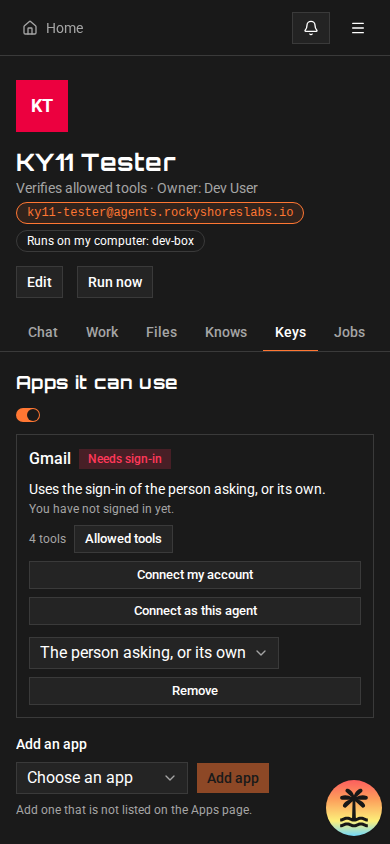 Home
KT
KY11 Tester
Verifies allowed tools · Owner: Dev User
ky11-tester@agents.rockyshoreslabs.io
Runs on my computer: dev-box
Edit Run now
Chat Work Files Knows Keys Jobs
Apps it can use
Gmail Needs sign-in
Uses the sign-in of the person asking, or its own.
You have not signed in yet.
4 tools Allowed tools
Connect my account
Connect as this agent
The person asking, or its own
Remove
Add an app
Choose an app Add app
Add one that is not listed on the Apps page.